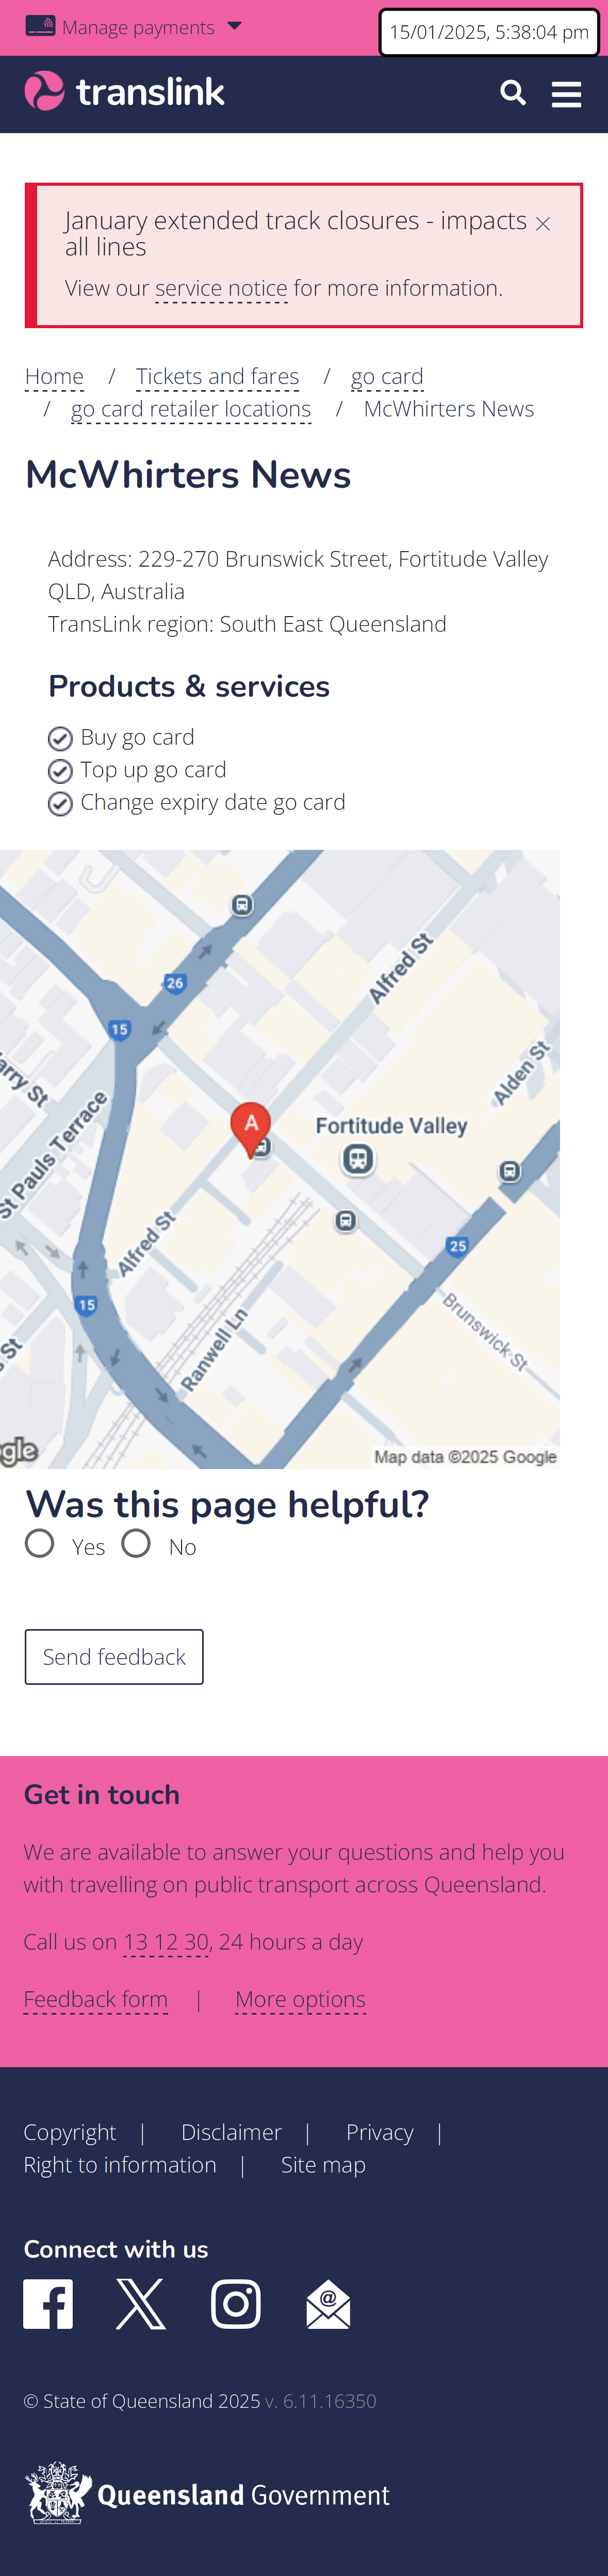 Manage payments
15/01/2025, 5:38:04 pm
translink
January extended track closures - impacts
all lines
View our service notice for more information.
Home / Tickets and fares / go card
/ go card retailer locations / McWhirters News
McWhirters News
Address: 229-270 Brunswick Street, Fortitude Valley
QLD, Australia
TransLink region: South East Queensland
Products & services
Buy go card
Top up go card
Change expiry date go card
26
Alfred St
15
arry St
Alden St
St Pauls Terrace
A
Fortitude Valley
Alfred St
25
15
Brunswick St
Ranwell Ln
s St
gle
Map data ©2025 Google
Was this page helpful?
Yes No
Send feedback
Get in touch
We are available to answer your questions and help you
with travelling on public transport across Queensland.
Call us on 13 12 30, 24 hours a day
Feedback form | More options
Copyright | Disclaimer | Privacy |
Right to information | Site map
Connect with us
@
© State of Queensland 2025 v. 6.11.16350
Queensland Government